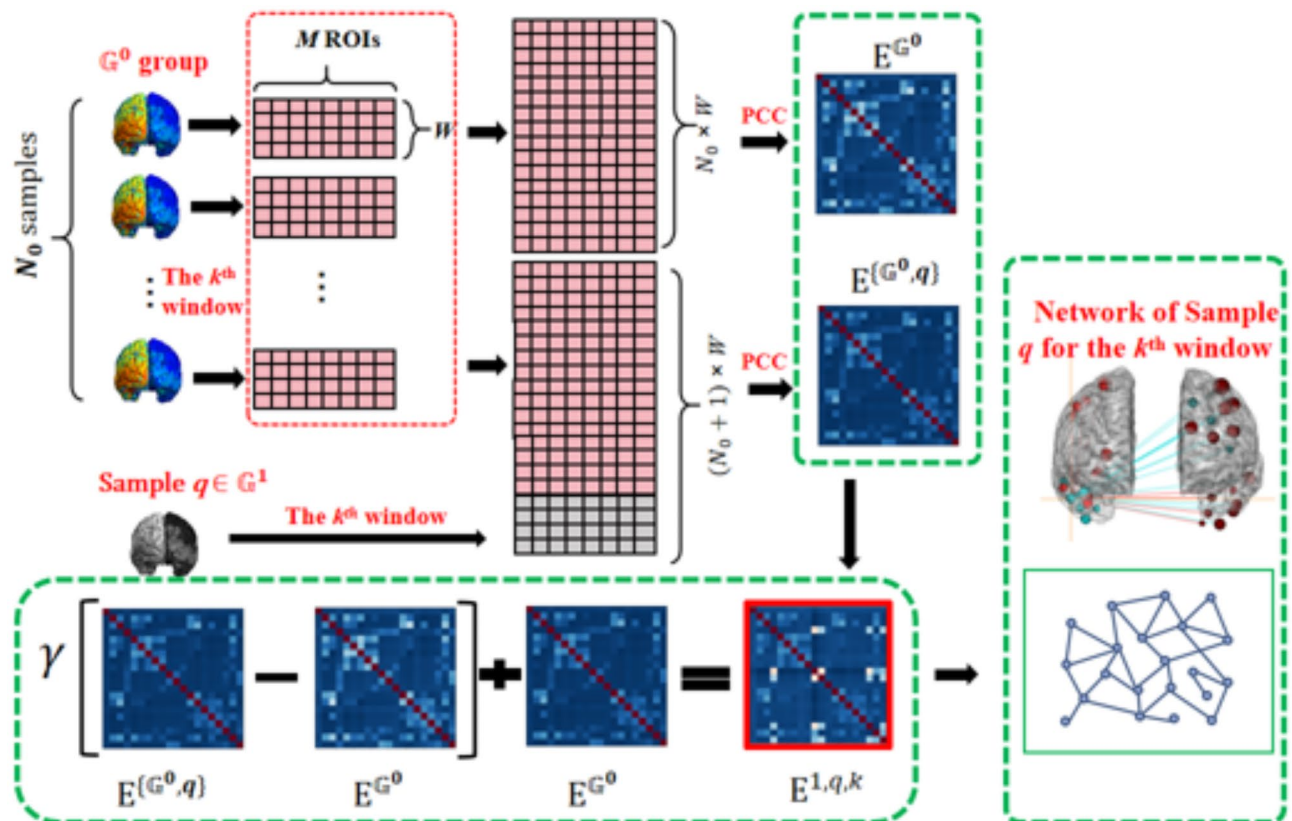 M ROIs
𝔾⁰ group
W
N₀ samples
⋮ The kᵗʰ
window
⋮
N₀ × W
PCC
E^𝔾⁰
(N₀ + 1) × W
PCC
E^{𝔾⁰,q}
Sample q ∈ 𝔾¹
The kᵗʰ window
Network of Sample
q for the kᵗʰ window
γ [ − ] + =
E^{𝔾⁰,q}
E^𝔾⁰
E^𝔾⁰
E^1,q,k